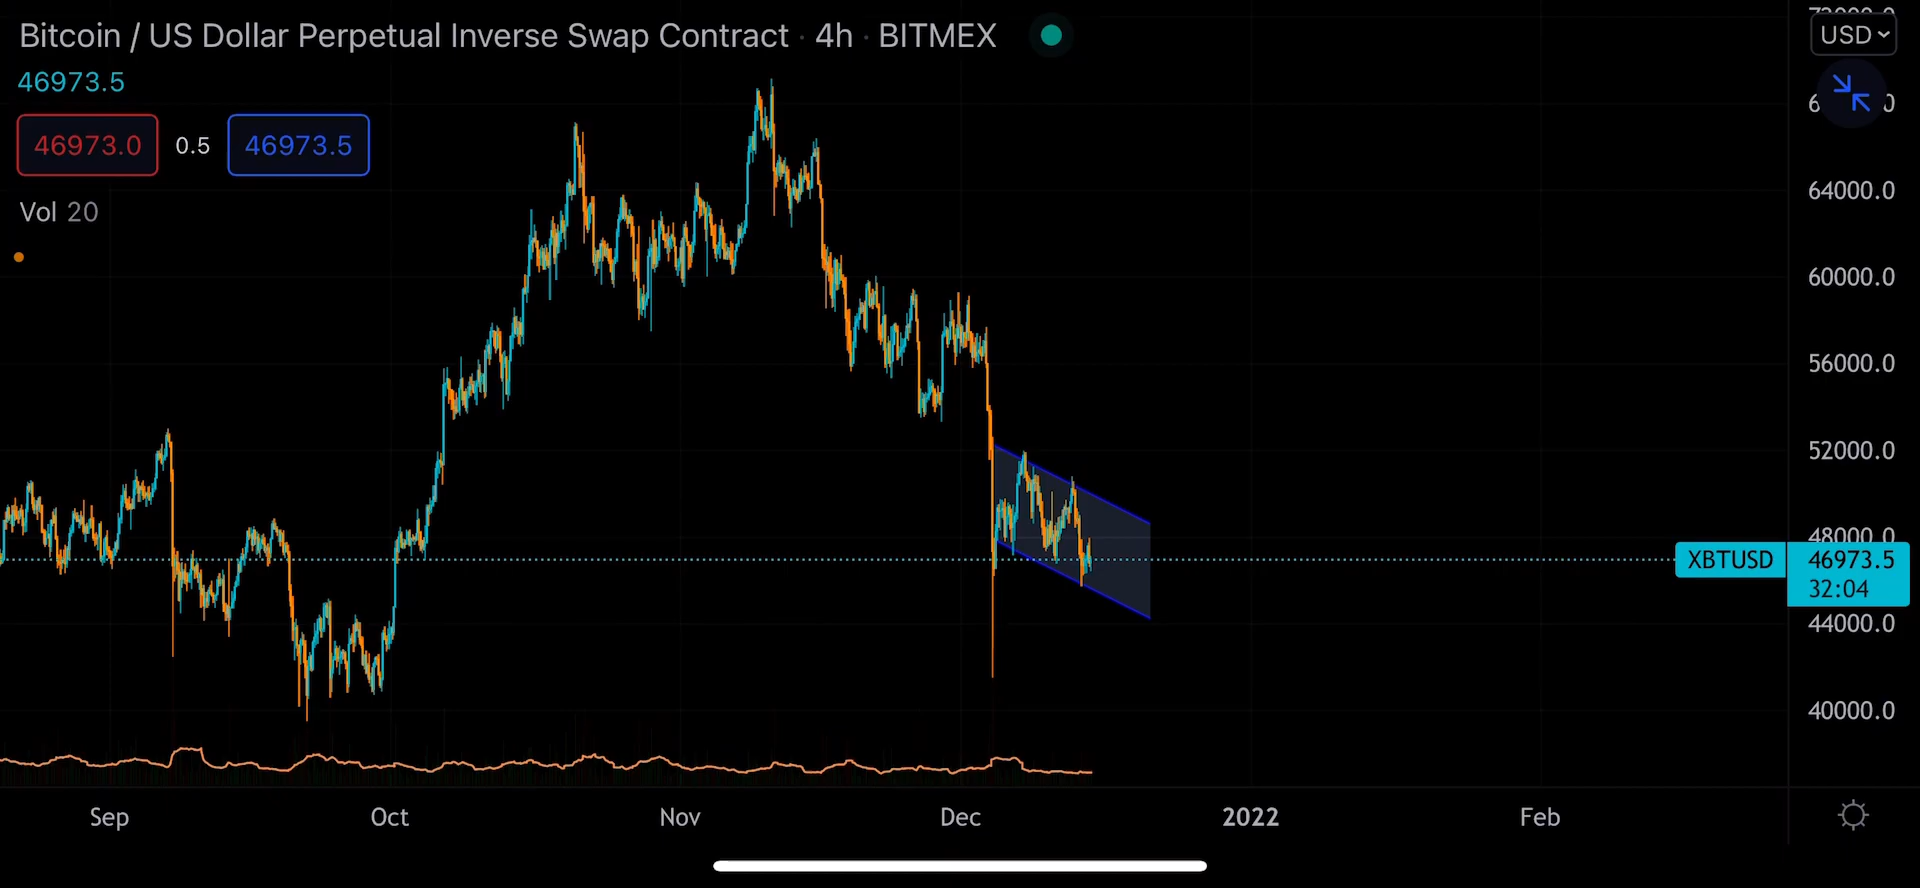 Bitcoin / US Dollar Perpetual Inverse Swap Contract · 4h · BITMEX
USD
46973.5
46973.0 0.5 46973.5
Vol 20
64000.0
60000.0
56000.0
52000.0
48000.0
XBTUSD 46973.5
32:04
44000.0
40000.0
Sep Oct Nov Dec 2022 Feb